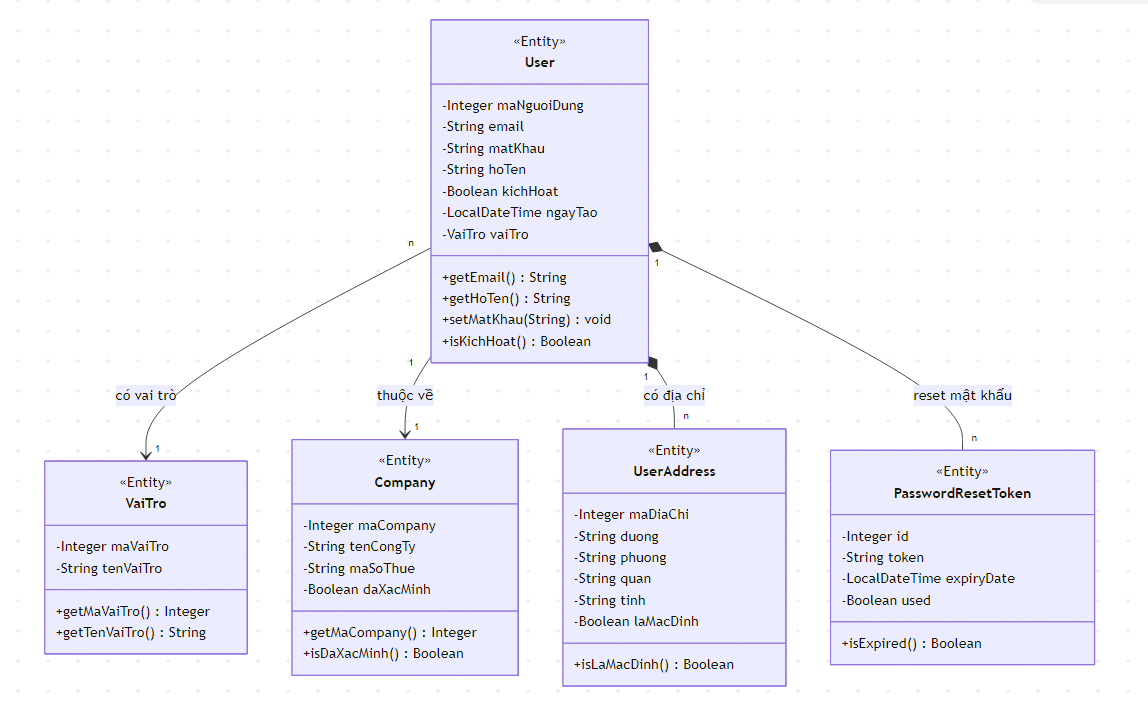 «Entity»
User
-Integer maNguoiDung
-String email
-String matKhau
-String hoTen
-Boolean kichHoat
-LocalDateTime ngayTao
-VaiTro vaiTro
+getEmail() : String
+getHoTen() : String
+setMatKhau(String) : void
+isKichHoat() : Boolean
n
1
1
1
có vai trò
thuộc về
có địa chỉ
reset mật khẩu
1
1
n
n
«Entity»
VaiTro
-Integer maVaiTro
-String tenVaiTro
+getMaVaiTro() : Integer
+getTenVaiTro() : String
«Entity»
Company
-Integer maCompany
-String tenCongTy
-String maSoThue
-Boolean daXacMinh
+getMaCompany() : Integer
+isDaXacMinh() : Boolean
«Entity»
UserAddress
-Integer maDiaChi
-String duong
-String phuong
-String quan
-String tinh
-Boolean laMacDinh
+isLaMacDinh() : Boolean
«Entity»
PasswordResetToken
-Integer id
-String token
-LocalDateTime expiryDate
-Boolean used
+isExpired() : Boolean